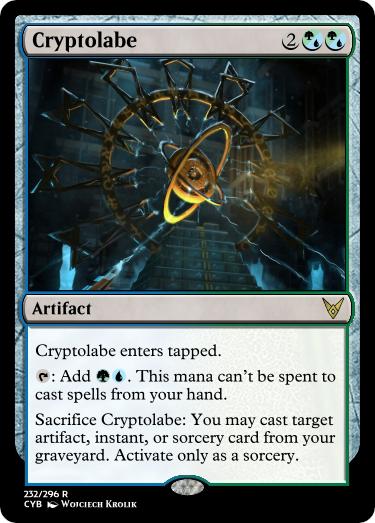 Cryptolabe 2
Artifact
Cryptolabe enters tapped.
: Add . This mana can't be spent to
cast spells from your hand.
Sacrifice Cryptolabe: You may cast target
artifact, instant, or sorcery card from your
graveyard. Activate only as a sorcery.
232/296 R
CYB Wojciech Krolik